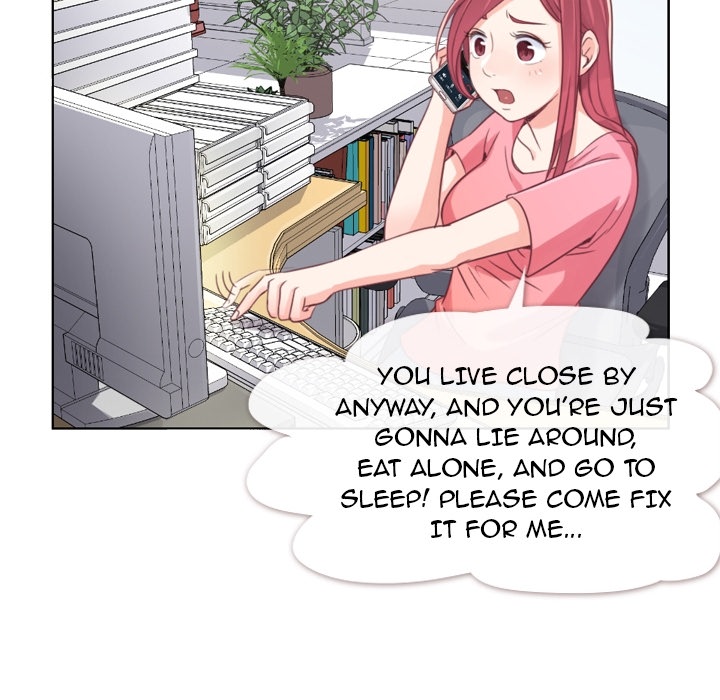 YOU LIVE CLOSE BY
ANYWAY, AND YOU'RE JUST
GONNA LIE AROUND,
EAT ALONE, AND GO TO
SLEEP! PLEASE COME FIX
IT FOR ME...